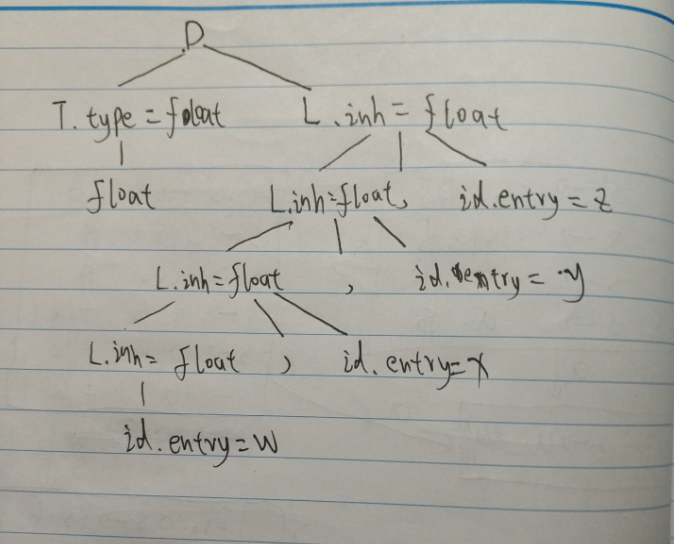 D
T.type = float L.inh = float
float L.inh=float, id.entry = z
L.inh=float , id.entry = y
L.inh= float , id.entry=x
id.entry=w